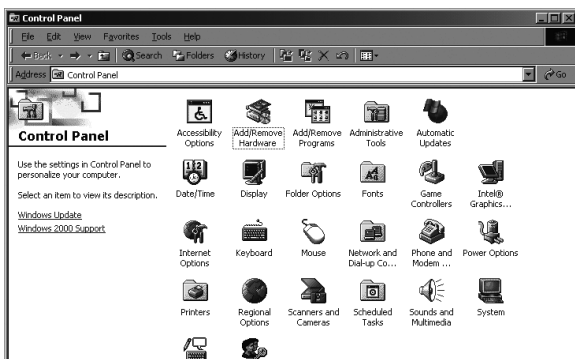 Control Panel
File Edit View Favorites Tools Help
Back Search Folders History
Address Control Panel Go
Control Panel
Use the settings in Control Panel to
personalize your computer.
Select an item to view its description.
Windows Update
Windows 2000 Support
Accessibility
Options
Add/Remove
Hardware
Add/Remove
Programs
Administrative
Tools
Automatic
Updates
Date/Time
Display
Folder Options
Fonts
Game
Controllers
Intel®
Graphics...
Internet
Options
Keyboard
Mouse
Network and
Dial-up Co...
Phone and
Modem ...
Power Options
Printers
Regional
Options
Scanners and
Cameras
Scheduled
Tasks
Sounds and
Multimedia
System